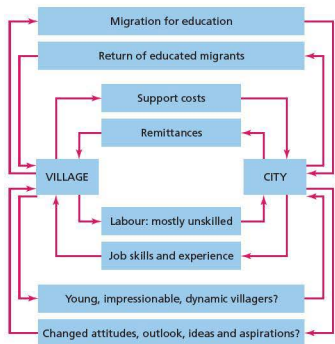 Migration for education
Return of educated migrants
Support costs
Remittances
VILLAGE
CITY
Labour: mostly unskilled
Job skills and experience
Young, impressionable, dynamic villagers?
Changed attitudes, outlook, ideas and aspirations?